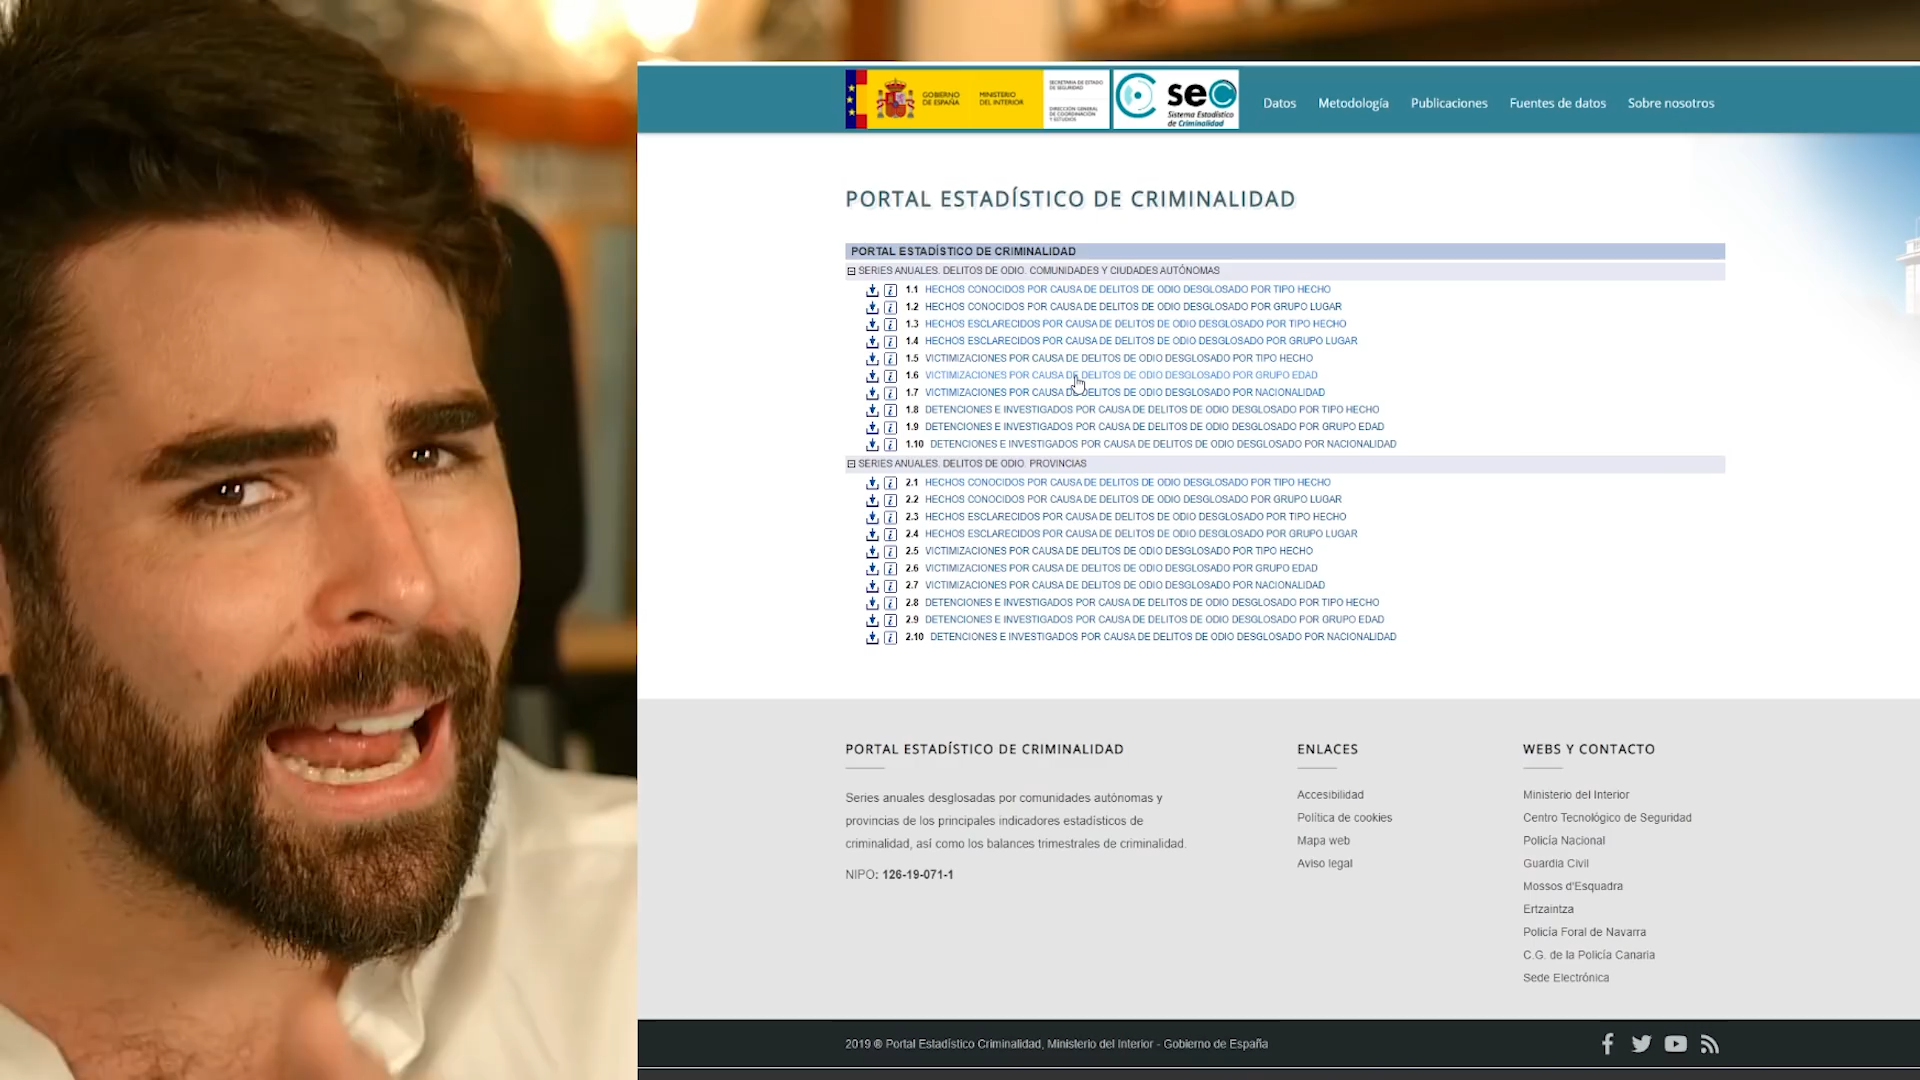 GOBIERNO
DE ESPAÑA
MINISTERIO
DEL INTERIOR
SECRETARIA DE ESTADO
DE SEGURIDAD
DIRECCIÓN GENERAL
DE COORDINACIÓN
Y ESTUDIOS
seC
Sistema Estadístico
de Criminalidad
Datos
Metodología
Publicaciones
Fuentes de datos
Sobre nosotros
PORTAL ESTADÍSTICO DE CRIMINALIDAD
PORTAL ESTADÍSTICO DE CRIMINALIDAD
SERIES ANUALES. DELITOS DE ODIO. COMUNIDADES Y CIUDADES AUTÓNOMAS
1.1 HECHOS CONOCIDOS POR CAUSA DE DELITOS DE ODIO DESGLOSADO POR TIPO HECHO
1.2 HECHOS CONOCIDOS POR CAUSA DE DELITOS DE ODIO DESGLOSADO POR GRUPO LUGAR
1.3 HECHOS ESCLARECIDOS POR CAUSA DE DELITOS DE ODIO DESGLOSADO POR TIPO HECHO
1.4 HECHOS ESCLARECIDOS POR CAUSA DE DELITOS DE ODIO DESGLOSADO POR GRUPO LUGAR
1.5 VICTIMIZACIONES POR CAUSA DE DELITOS DE ODIO DESGLOSADO POR TIPO HECHO
1.6 VICTIMIZACIONES POR CAUSA DE DELITOS DE ODIO DESGLOSADO POR GRUPO EDAD
1.7 VICTIMIZACIONES POR CAUSA DE DELITOS DE ODIO DESGLOSADO POR NACIONALIDAD
1.8 DETENCIONES E INVESTIGADOS POR CAUSA DE DELITOS DE ODIO DESGLOSADO POR TIPO HECHO
1.9 DETENCIONES E INVESTIGADOS POR CAUSA DE DELITOS DE ODIO DESGLOSADO POR GRUPO EDAD
1.10 DETENCIONES E INVESTIGADOS POR CAUSA DE DELITOS DE ODIO DESGLOSADO POR NACIONALIDAD
SERIES ANUALES. DELITOS DE ODIO. PROVINCIAS
2.1 HECHOS CONOCIDOS POR CAUSA DE DELITOS DE ODIO DESGLOSADO POR TIPO HECHO
2.2 HECHOS CONOCIDOS POR CAUSA DE DELITOS DE ODIO DESGLOSADO POR GRUPO LUGAR
2.3 HECHOS ESCLARECIDOS POR CAUSA DE DELITOS DE ODIO DESGLOSADO POR TIPO HECHO
2.4 HECHOS ESCLARECIDOS POR CAUSA DE DELITOS DE ODIO DESGLOSADO POR GRUPO LUGAR
2.5 VICTIMIZACIONES POR CAUSA DE DELITOS DE ODIO DESGLOSADO POR TIPO HECHO
2.6 VICTIMIZACIONES POR CAUSA DE DELITOS DE ODIO DESGLOSADO POR GRUPO EDAD
2.7 VICTIMIZACIONES POR CAUSA DE DELITOS DE ODIO DESGLOSADO POR NACIONALIDAD
2.8 DETENCIONES E INVESTIGADOS POR CAUSA DE DELITOS DE ODIO DESGLOSADO POR TIPO HECHO
2.9 DETENCIONES E INVESTIGADOS POR CAUSA DE DELITOS DE ODIO DESGLOSADO POR GRUPO EDAD
2.10 DETENCIONES E INVESTIGADOS POR CAUSA DE DELITOS DE ODIO DESGLOSADO POR NACIONALIDAD
PORTAL ESTADÍSTICO DE CRIMINALIDAD
Series anuales desglosadas por comunidades autónomas y
provincias de los principales indicadores estadísticos de
criminalidad, así como los balances trimestrales de criminalidad.
NIPO: 126-19-071-1
ENLACES
Accesibilidad
Política de cookies
Mapa web
Aviso legal
WEBS Y CONTACTO
Ministerio del Interior
Centro Tecnológico de Seguridad
Policía Nacional
Guardia Civil
Mossos d'Esquadra
Ertzaintza
Policía Foral de Navarra
C.G. de la Policía Canaria
Sede Electrónica
2019 ® Portal Estadístico Criminalidad, Ministerio del Interior - Gobierno de España